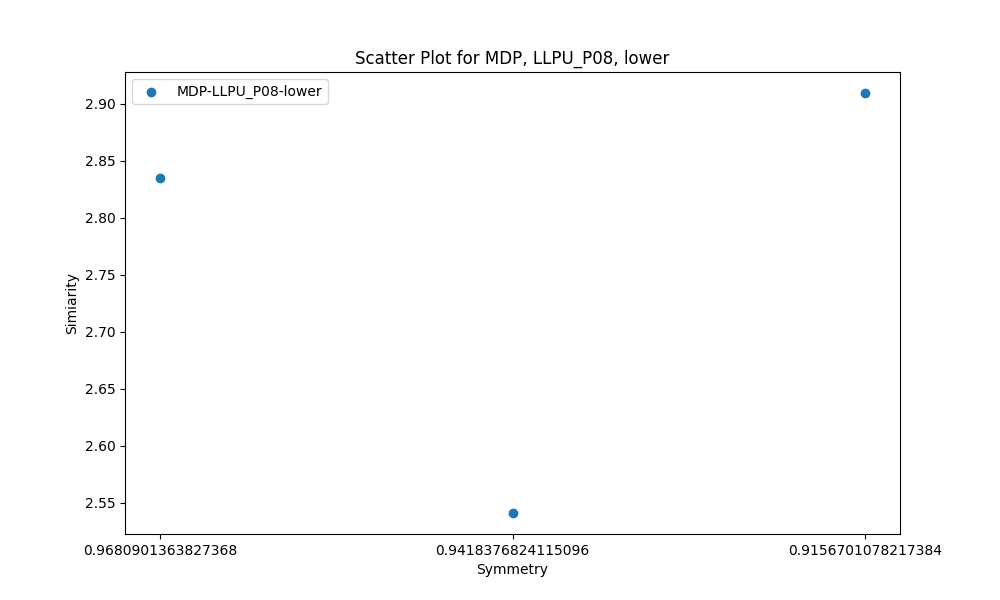 Scatter Plot for MDP, LLPU_P08, lower
MDP-LLPU_P08-lower
2.90
2.85
2.80
2.75
2.70
2.65
2.60
2.55
Simiarity
0.9680901363827368 0.9418376824115096 0.9156701078217384
Symmetry